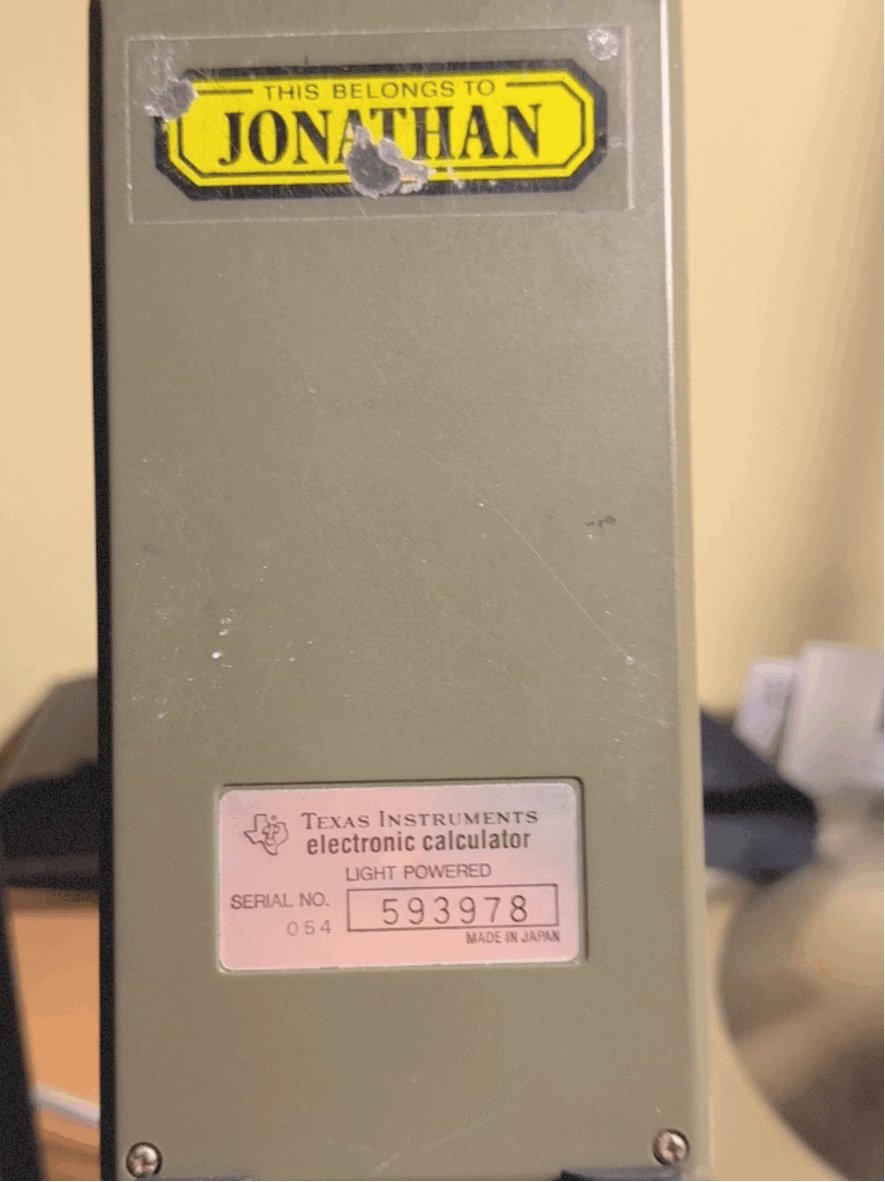 THIS BELONGS TO
JONATHAN
TEXAS INSTRUMENTS
electronic calculator
LIGHT POWERED
SERIAL NO.
054
593978
MADE IN JAPAN